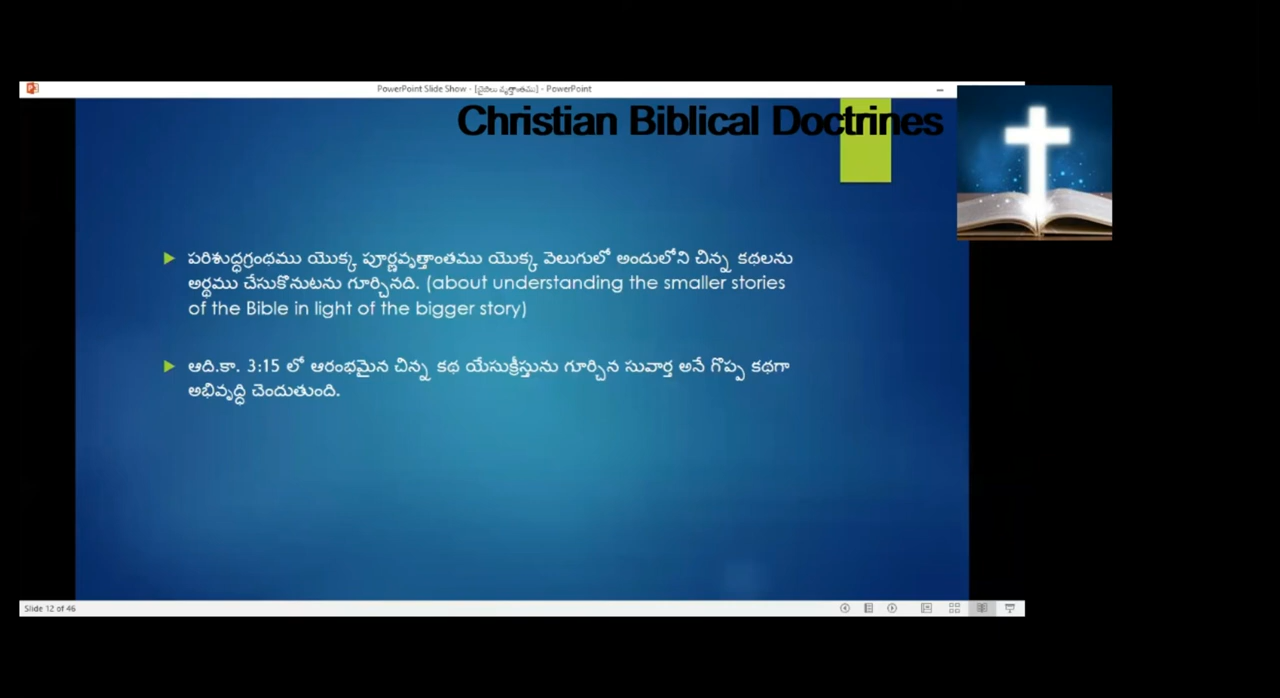 PowerPoint Slide Show - [బైబిలు వృత్తాంతము] - PowerPoint
Christian Biblical Doctrines
పరిశుద్ధగ్రంథము యొక్క పూర్ణవృత్తాంతము యొక్క వెలుగులో అందులోని చిన్న కథలను
అర్థము చేసుకొనుటను గూర్చినది. (about understanding the smaller stories
of the Bible in light of the bigger story)
ఆది.కా. 3:15 లో ఆరంభమైన చిన్న కథ యేసుక్రీస్తును గూర్చిన సువార్త అనే గొప్ప కథగా
అభివృద్ధి చెందుతుంది.
Slide 12 of 46